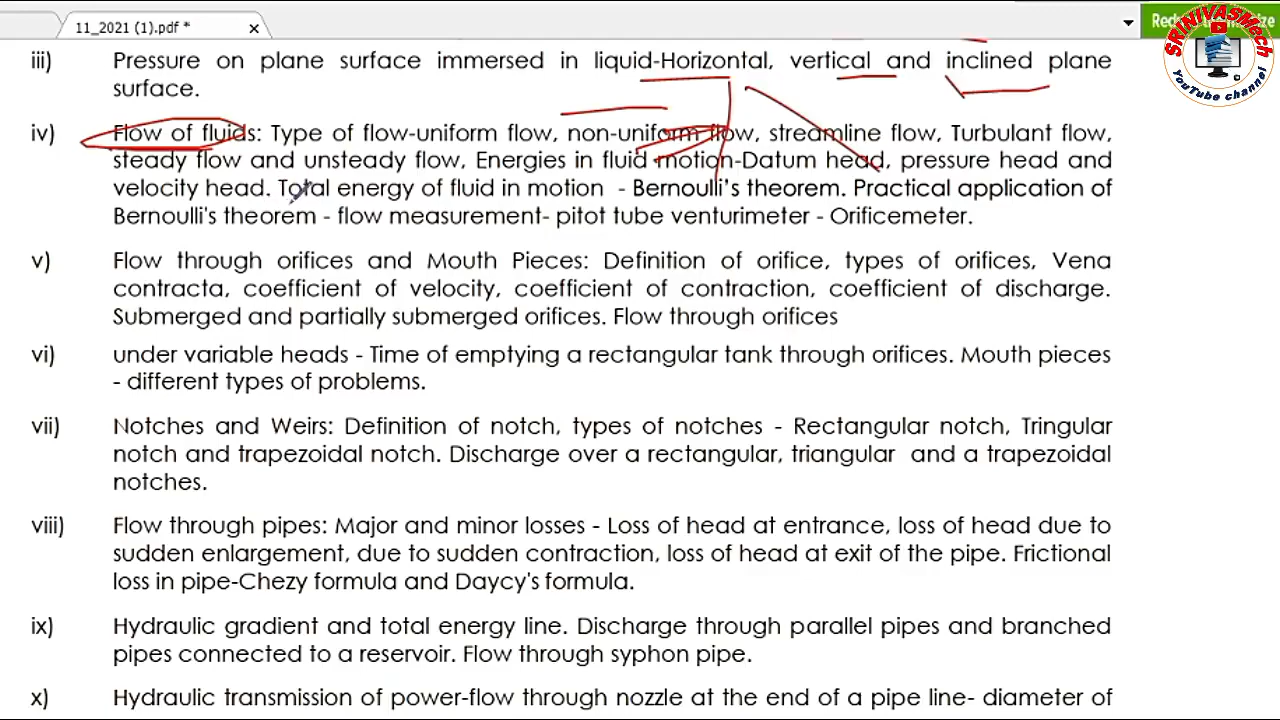 11_2021 (1).pdf *
SRINIVASMech
YouTube channel
iii) Pressure on plane surface immersed in liquid-Horizontal, vertical and inclined plane
surface.
iv) Flow of fluids: Type of flow-uniform flow, non-uniform flow, streamline flow, Turbulant flow,
steady flow and unsteady flow, Energies in fluid motion-Datum head, pressure head and
velocity head. Total energy of fluid in motion - Bernoulli's theorem. Practical application of
Bernoulli's theorem - flow measurement- pitot tube venturimeter - Orificemeter.
v) Flow through orifices and Mouth Pieces: Definition of orifice, types of orifices, Vena
contracta, coefficient of velocity, coefficient of contraction, coefficient of discharge.
Submerged and partially submerged orifices. Flow through orifices
vi) under variable heads - Time of emptying a rectangular tank through orifices. Mouth pieces
- different types of problems.
vii) Notches and Weirs: Definition of notch, types of notches - Rectangular notch, Tringular
notch and trapezoidal notch. Discharge over a rectangular, triangular and a trapezoidal
notches.
viii) Flow through pipes: Major and minor losses - Loss of head at entrance, loss of head due to
sudden enlargement, due to sudden contraction, loss of head at exit of the pipe. Frictional
loss in pipe-Chezy formula and Daycy's formula.
ix) Hydraulic gradient and total energy line. Discharge through parallel pipes and branched
pipes connected to a reservoir. Flow through syphon pipe.
x) Hydraulic transmission of power-flow through nozzle at the end of a pipe line- diameter of